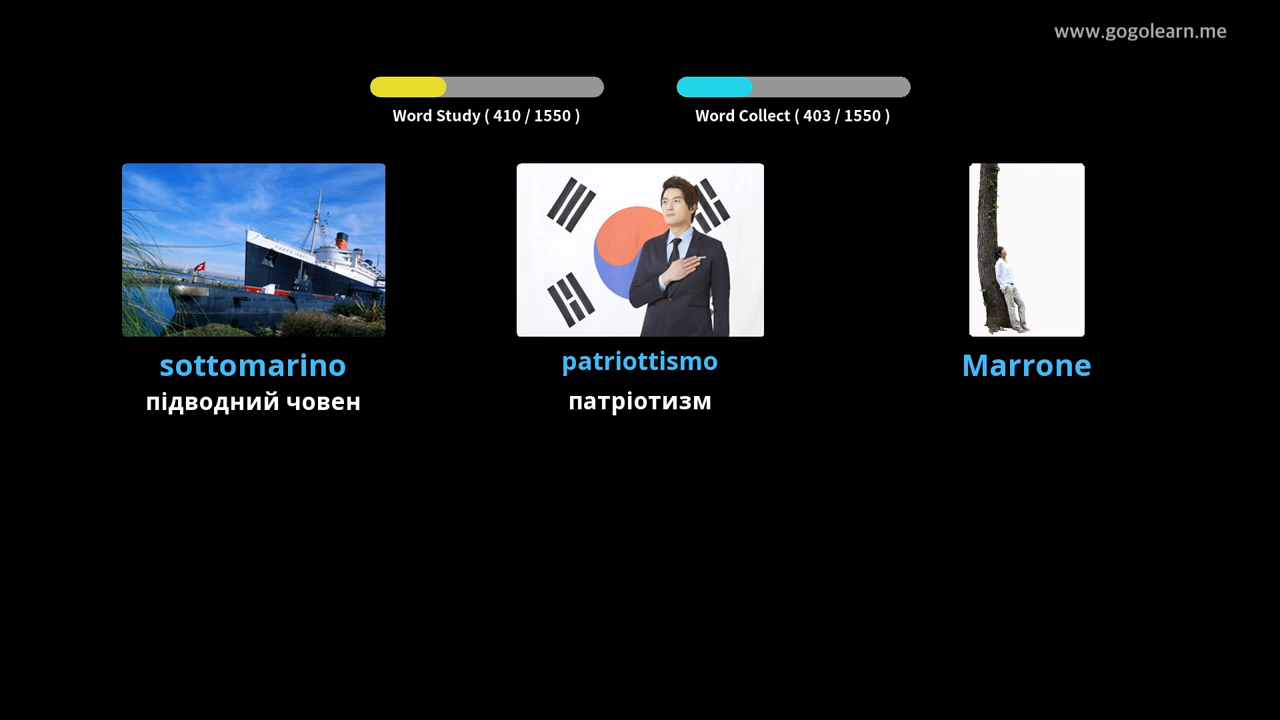 www.gogolearn.me
Word Study ( 410 / 1550 )
Word Collect ( 403 / 1550 )
sottomarino
підводний човен
patriottismo
патріотизм
Marrone